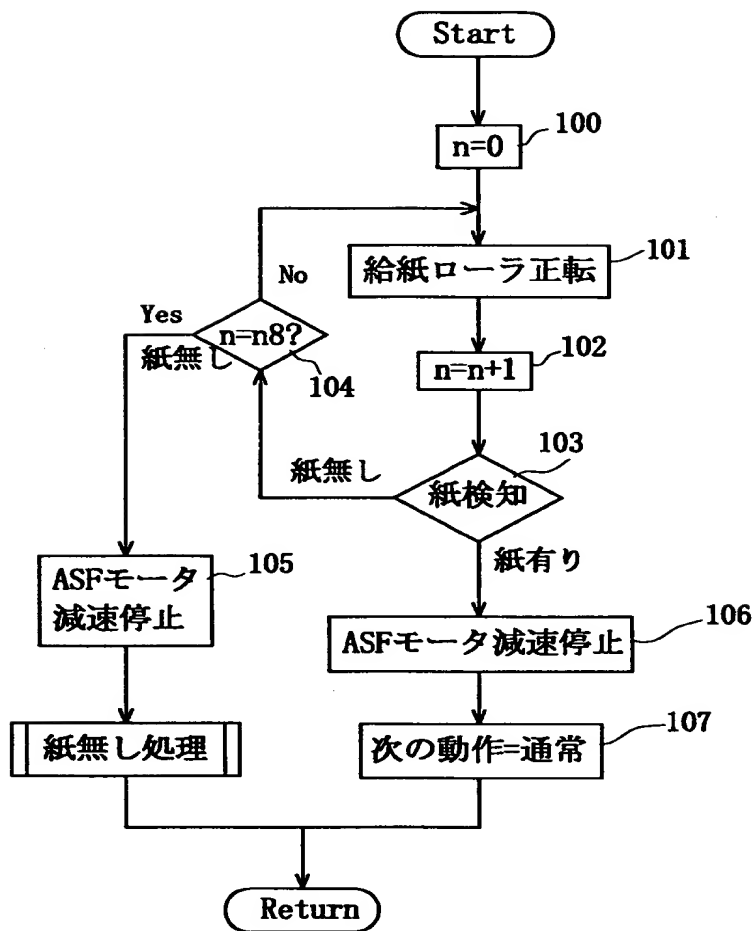 Start
100
n=0
給紙ローラ正転
101
No
Yes
n=n8?
紙無し
104
n=n+1
102
紙無し
紙検知
103
紙有り
ASFモータ
減速停止
105
ASFモータ減速停止
106
紙無し処理
次の動作=通常
107
Return